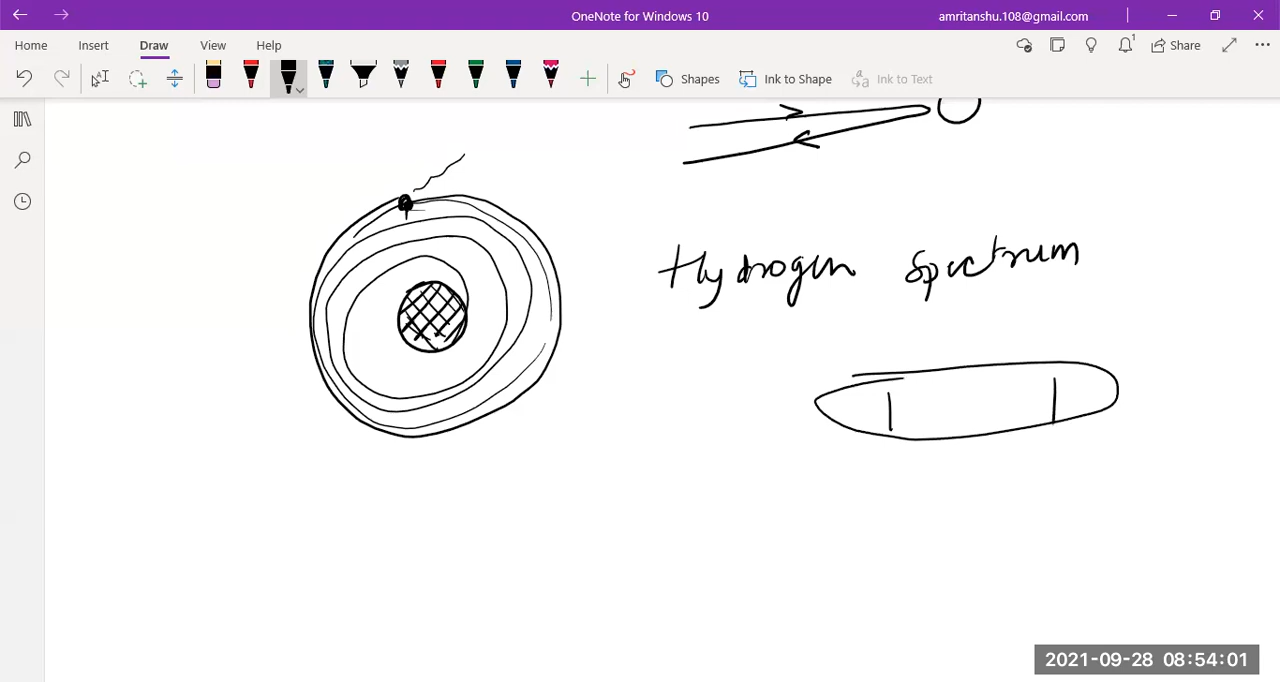 OneNote for Windows 10
amritanshu.108@gmail.com
Home Insert Draw View Help
1
Share
Shapes Ink to Shape Ink to Text
Hydrogen spectrum
2021-09-28 08:54:01